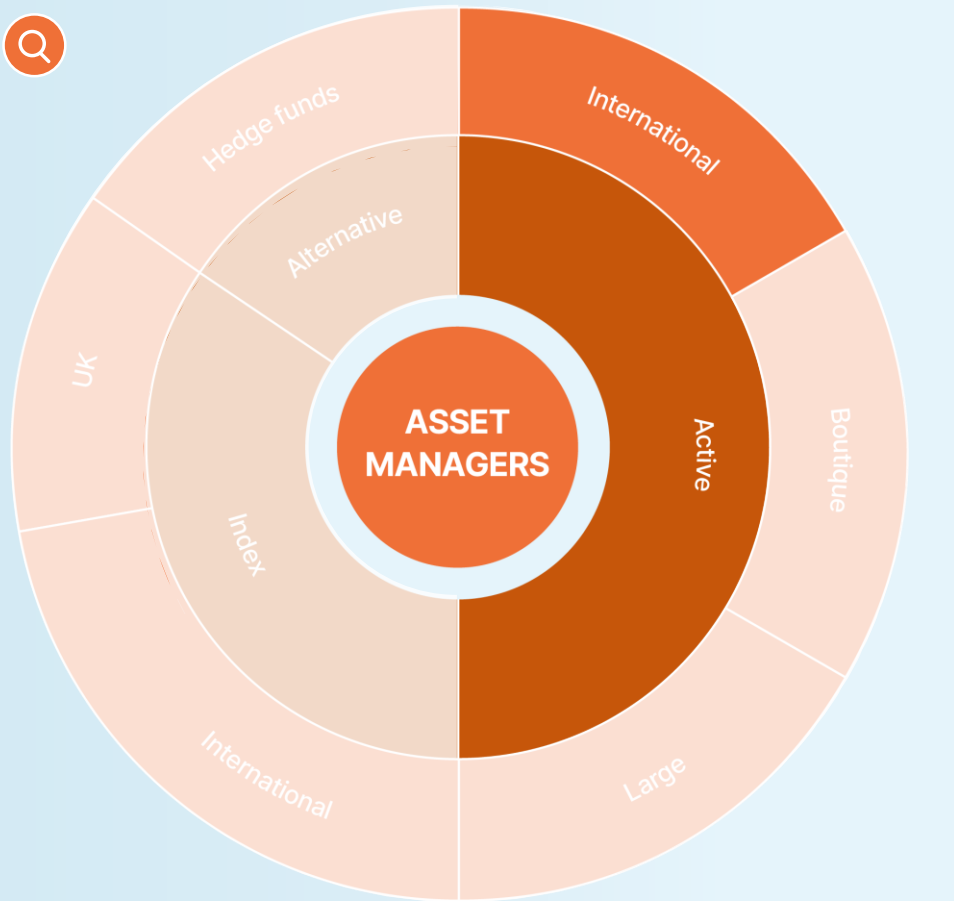 Hedge funds
International
Alternative
UK
ASSET
MANAGERS
Active
Boutique
Index
International
Large